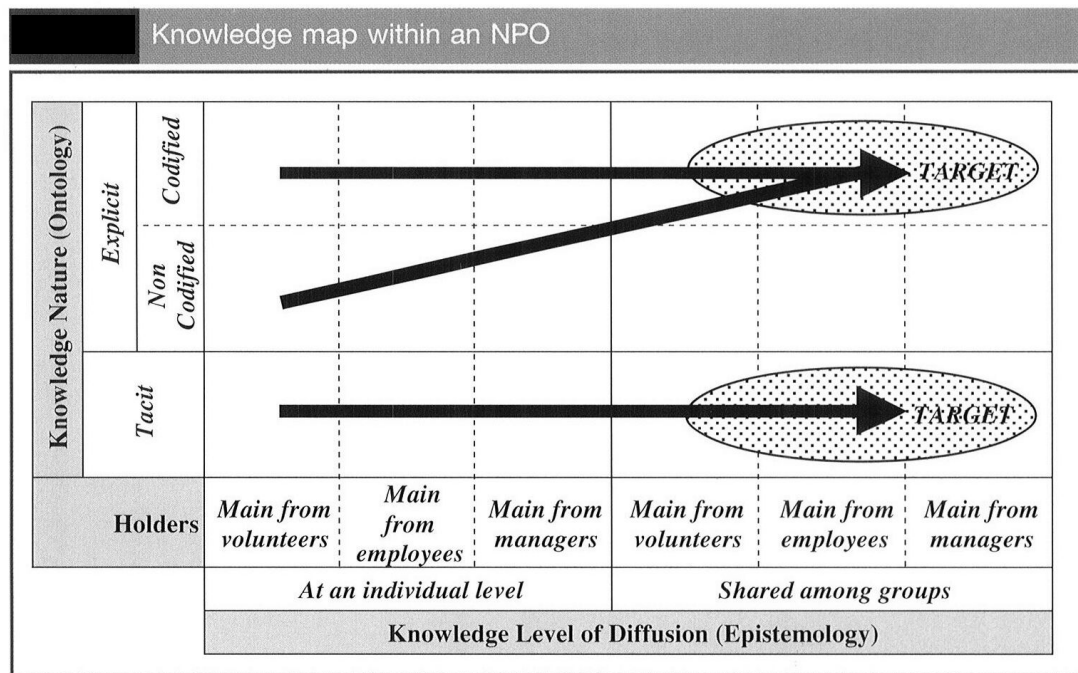 Knowledge map within an NPO
Knowledge Nature (Ontology)
Explicit
Codified
TARGET
Non
Codified
Tacit
TARGET
Holders
Main from
volunteers
Main
from
employees
Main from
managers
Main from
volunteers
Main from
employees
Main from
managers
At an individual level
Shared among groups
Knowledge Level of Diffusion (Epistemology)